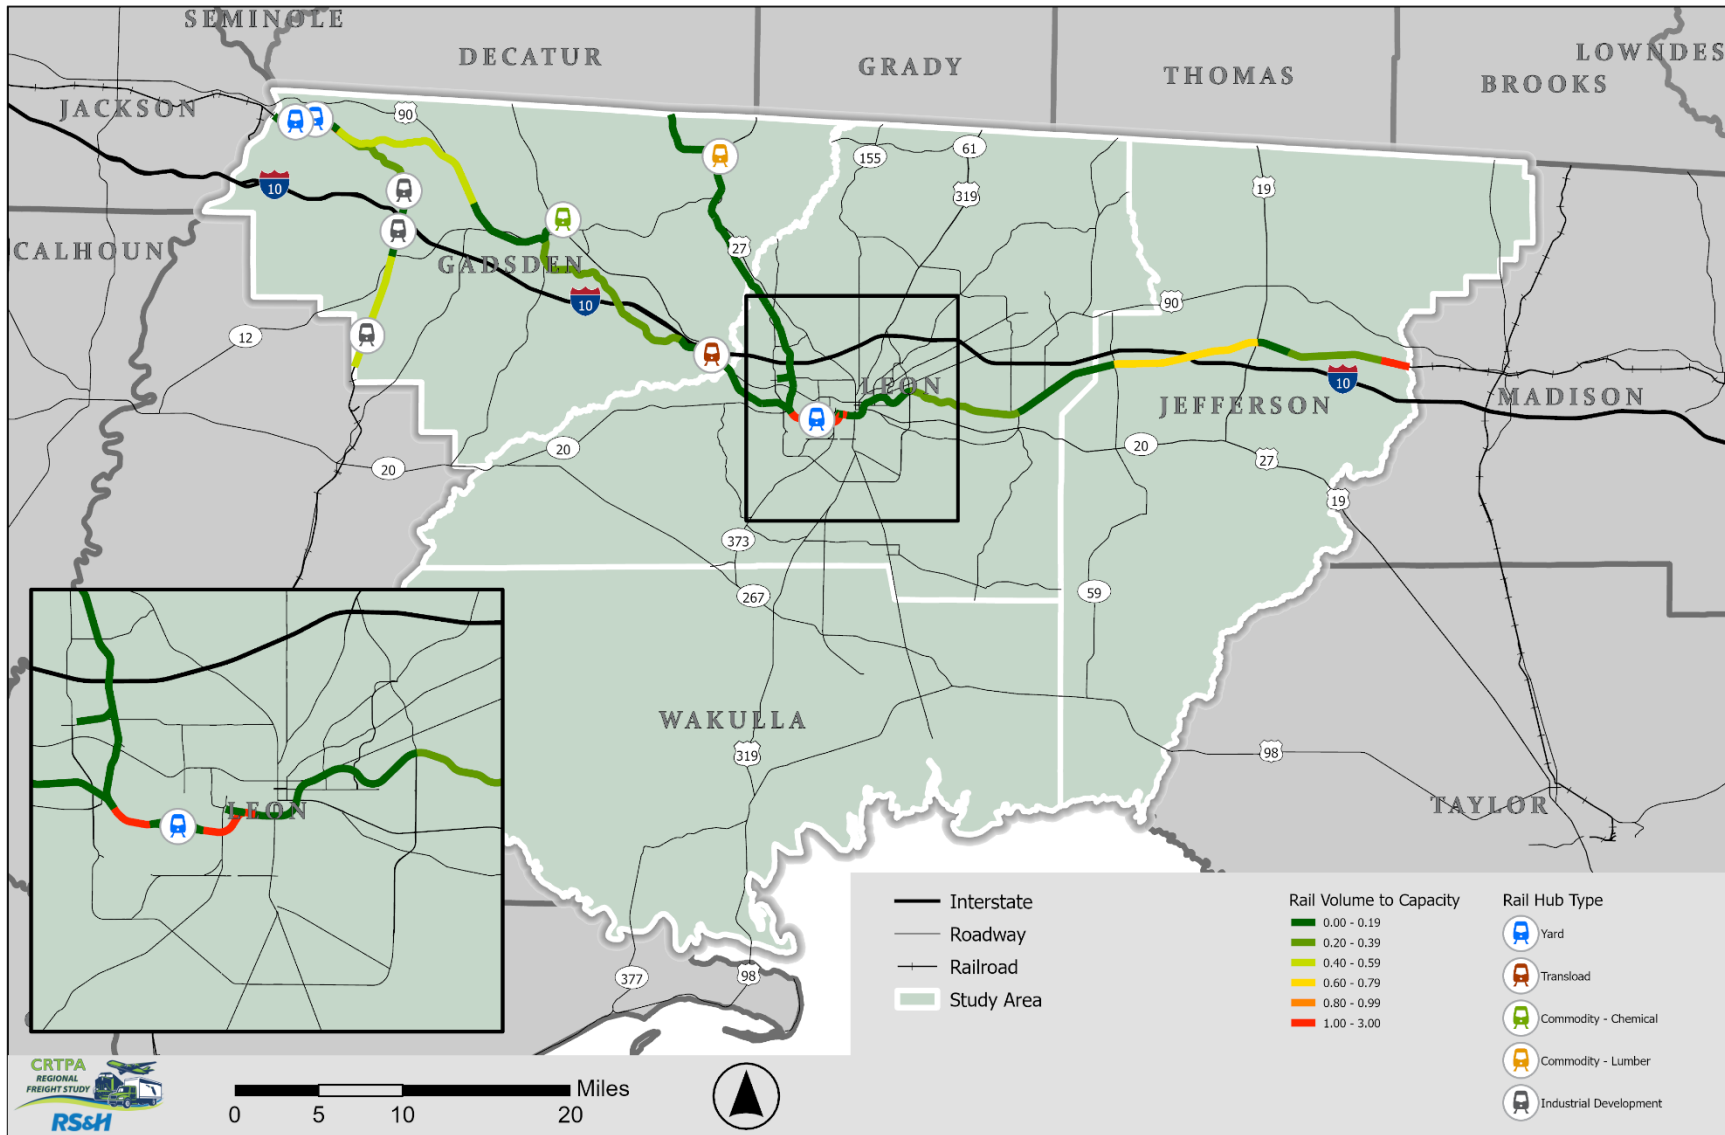 SEMINOLE
DECATUR
GRADY
THOMAS
LOWNDES
BROOKS
JACKSON
90
155
61
319
19
10
CALHOUN
27
GADSDEN
10
90
12
LEON
10
JEFFERSON
MADISON
20
20
20
27
19
373
267
59
WAKULLA
319
98
TAYLOR
LEON
377
98
Interstate
Roadway
Railroad
Study Area
Rail Volume to Capacity
0.00 - 0.19
0.20 - 0.39
0.40 - 0.59
0.60 - 0.79
0.80 - 0.99
1.00 - 3.00
Rail Hub Type
Yard
Transload
Commodity - Chemical
Commodity - Lumber
Industrial Development
CRTPA
REGIONAL
FREIGHT STUDY
RS&H
Miles
0 5 10 20